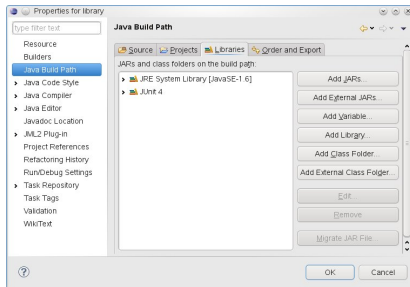 Properties for library
type filter text
Resource
Builders
Java Build Path
Java Code Style
Java Compiler
Java Editor
Javadoc Location
JML2 Plug-in
Project References
Refactoring History
Run/Debug Settings
Task Repository
Task Tags
Validation
WikiText
Java Build Path
Source
Projects
Libraries
Order and Export
JARs and class folders on the build path:
JRE System Library [JavaSE-1.6]
JUnit 4
Add JARs...
Add External JARs...
Add Variable...
Add Library...
Add Class Folder...
Add External Class Folder...
Edit...
Remove
Migrate JAR File...
OK
Cancel